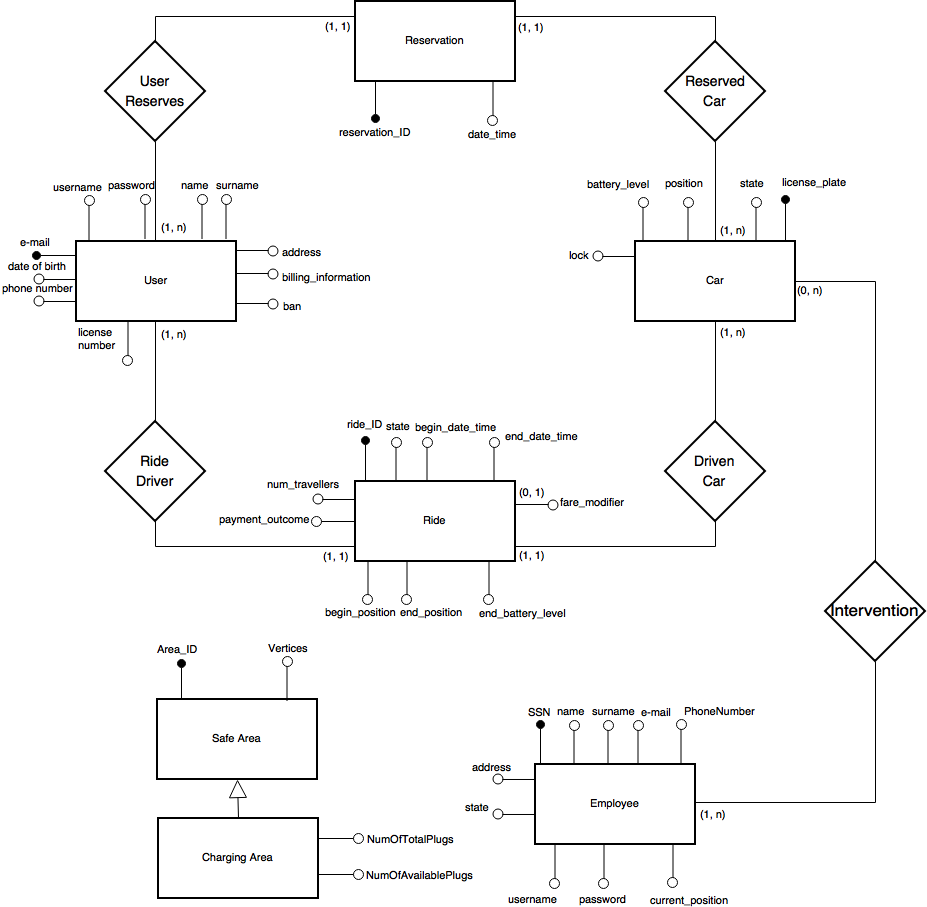 (1, 1)
Reservation
(1, 1)
User
Reserves
Reserved
Car
reservation_ID
date_time
username
password
name
surname
(1, n)
e-mail
date of birth
phone number
User
address
billing_information
ban
license
number
(1, n)
battery_level
position
state
license_plate
(1, n)
lock
Car
(0, n)
(1, n)
Ride
Driver
Driven
Car
ride_ID
state
begin_date_time
end_date_time
num_travellers
payment_outcome
Ride
(0, 1)
fare_modifier
(1, 1)
(1, 1)
begin_position
end_position
end_battery_level
Intervention
Area_ID
Vertices
Safe Area
Charging Area
NumOfTotalPlugs
NumOfAvailablePlugs
SSN
name
surname
e-mail
PhoneNumber
address
state
Employee
(1, n)
username
password
current_position